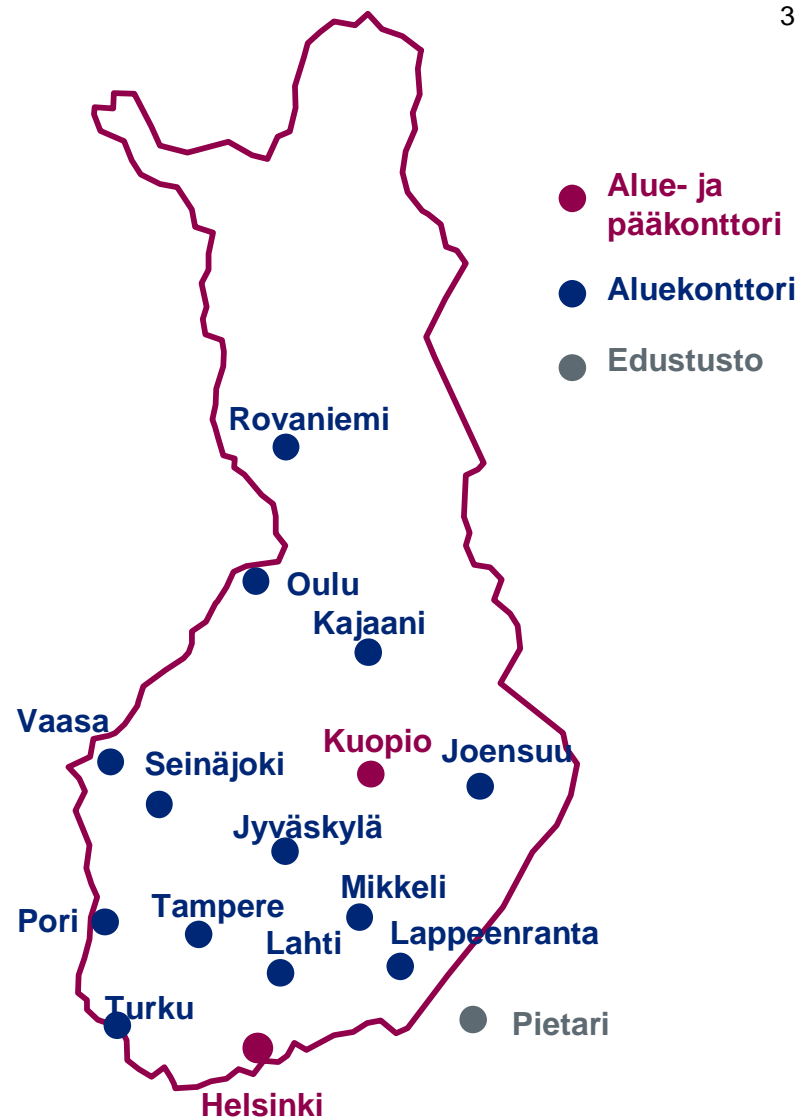 3
Alue- ja
pääkonttori
Aluekonttori
Edustusto
Rovaniemi
Oulu
Kajaani
Vaasa
Seinäjoki
Kuopio
Joensuu
Jyväskylä
Mikkeli
Pori
Tampere
Lahti
Lappeenranta
Turku
Pietari
Helsinki